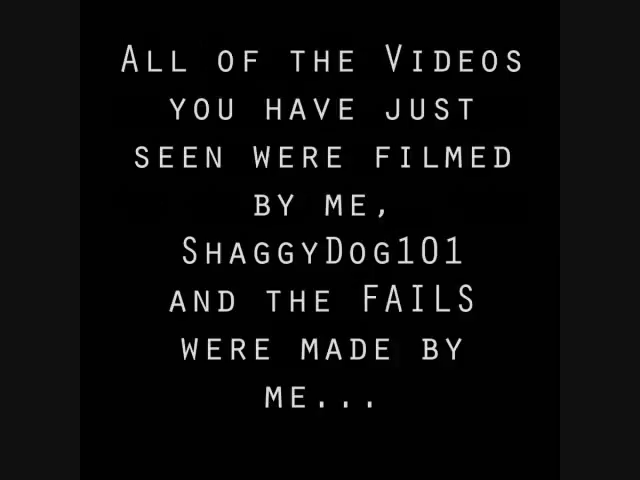 All of the Videos
you have just
seen were filmed
by me,
ShaggyDog101
and the FAILS
were made by
me...